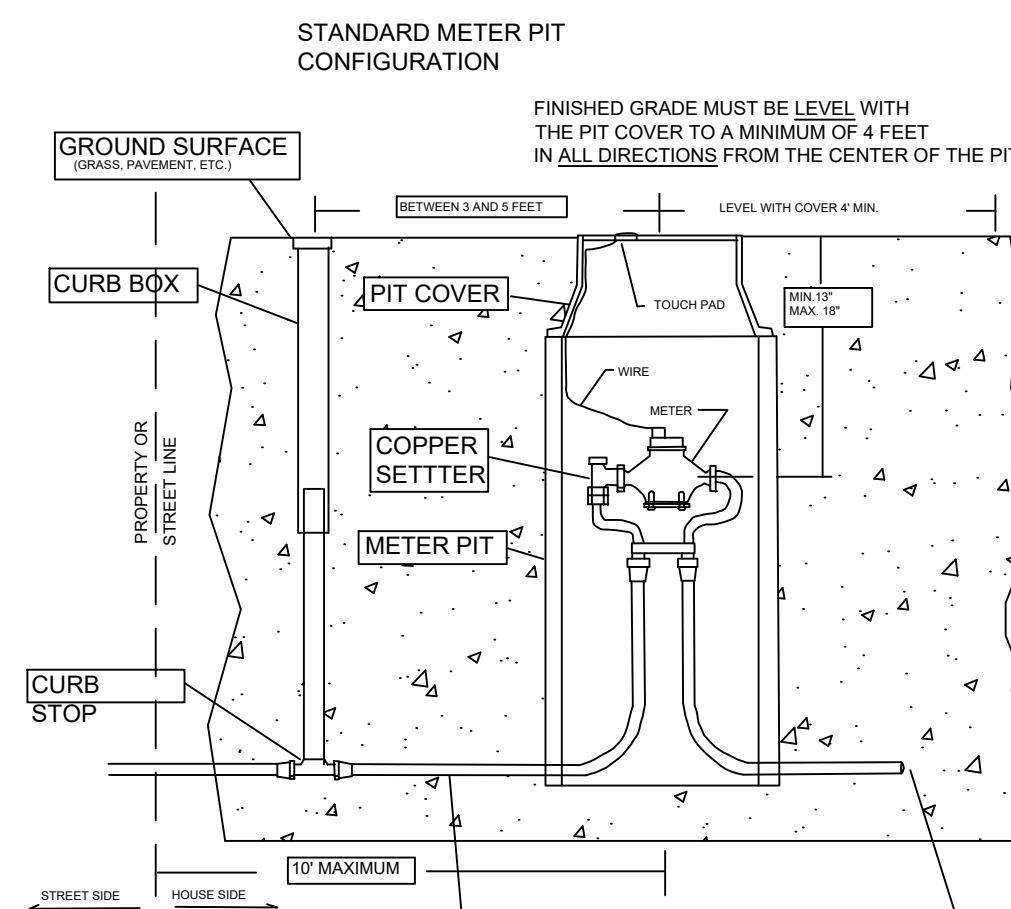 STANDARD METER PIT
CONFIGURATION
FINISHED GRADE MUST BE LEVEL WITH
THE PIT COVER TO A MINIMUM OF 4 FEET
IN ALL DIRECTIONS FROM THE CENTER OF THE PIT
GROUND SURFACE
(GRASS, PAVEMENT, ETC.)
BETWEEN 3 AND 5 FEET
LEVEL WITH COVER 4' MIN.
CURB BOX
PIT COVER
TOUCH PAD
MIN.13"
MAX. 18"
WIRE
METER
COPPER
SETTTER
PROPERTY OR
STREET LINE
METER PIT
CURB
STOP
10' MAXIMUM
STREET SIDE
HOUSE SIDE